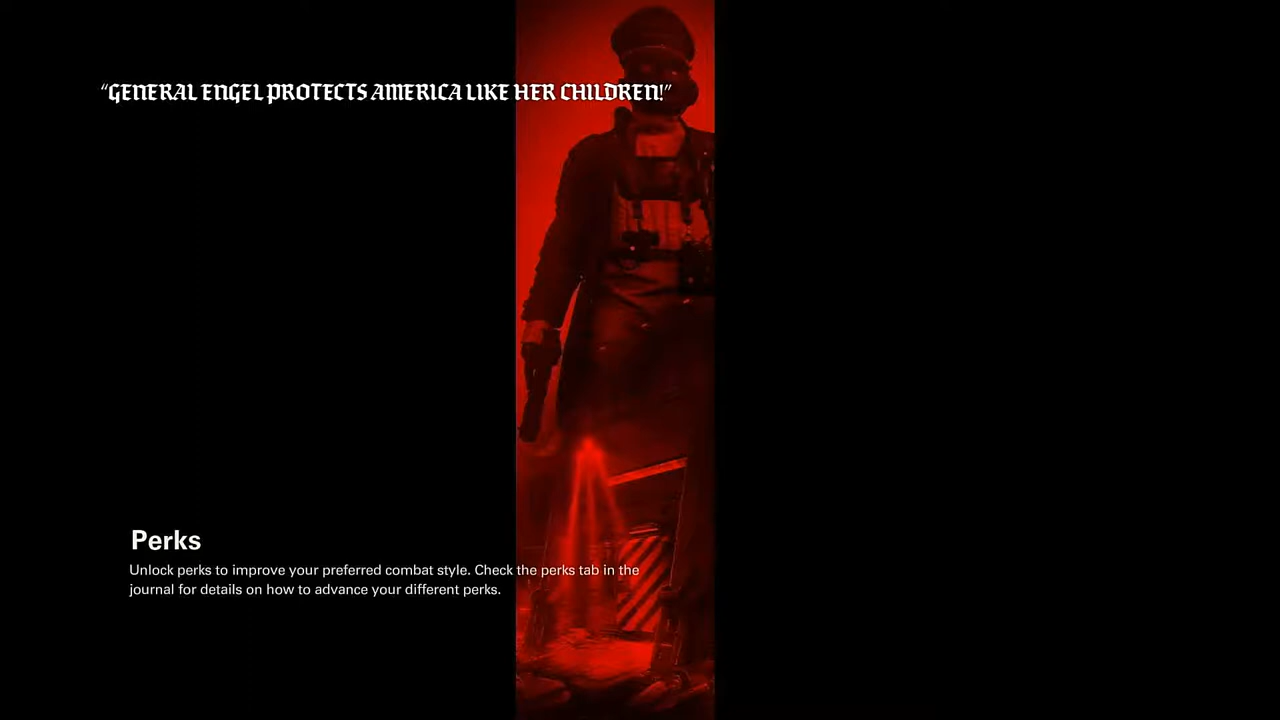 “GENERAL ENGEL PROTECTS AMERICA LIKE HER CHILDREN!”
Perks
Unlock perks to improve your preferred combat style. Check the perks tab in the
journal for details on how to advance your different perks.